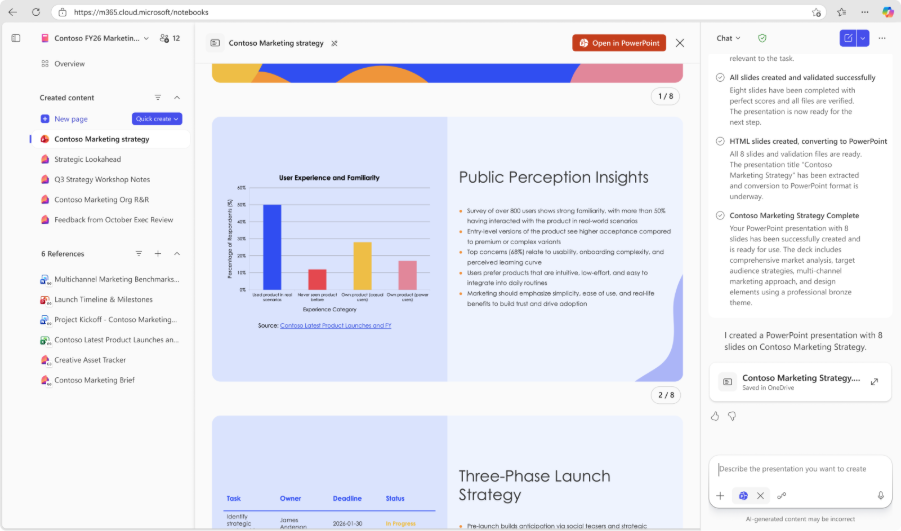 https://m365.cloud.microsoft/notebooks
Contoso FY26 Marketin...
12
Overview
Created content
New page
Quick create
Contoso Marketing strategy
Strategic Lookahead
Q3 Strategy Workshop Notes
Contoso Marketing Org R&R
Feedback from October Exec Review
6 References
Multichannel Marketing Benchmarks...
Launch Timeline & Milestones
Project Kickoff - Contoso Marketing...
Contoso Latest Product Launches an...
Creative Asset Tracker
Contoso Marketing Brief
Contoso Marketing strategy
Open in PowerPoint
1 / 8
User Experience and Familiarity
Percentage of Respondents (%)
60%
50%
40%
30%
20%
10%
0%
Used product in real
scenarios
Never seen product
before
Own product (casual
users)
Own product (power
users)
Experience Category
Source: Contoso Latest Product Launches and FY
Public Perception Insights
Survey of over 800 users shows strong familiarity, with more than 50%
having interacted with the product in real-world scenarios
Entry-level versions of the product see higher acceptance compared
to premium or complex variants
Top concerns (68%) relate to usability, onboarding complexity, and
perceived learning curve
Users prefer products that are intuitive, low-effort, and easy to
integrate into daily routines
Marketing should emphasize simplicity, ease of use, and real-life
benefits to build trust and drive adoption
2 / 8
Task
Owner
Deadline
Status
Identify
strategic
James
2026-01-30
In Progress
Three-Phase Launch
Strategy
Pre-launch builds anticipation via social teasers and strategic
Chat
relevant to the task.
All slides created and validated successfully
Eight slides have been completed with
perfect scores and all files are verified.
The presentation is now ready for the
next step.
HTML slides created, converting to PowerPoint
All 8 slides and validation files are ready.
The presentation title "Contoso
Marketing Strategy" has been extracted
and conversion to PowerPoint format is
underway.
Contoso Marketing Strategy Complete
Your PowerPoint presentation with 8
slides has been successfully created and
is ready for use. The deck includes
comprehensive market analysis, target
audience strategies, multi-channel
marketing approach, and design
elements using a professional bronze
theme.
I created a PowerPoint presentation with 8
slides on Contoso Marketing Strategy.
Contoso Marketing Strategy....
Saved in OneDrive
Describe the presentation you want to create
AI-generated content may be incorrect